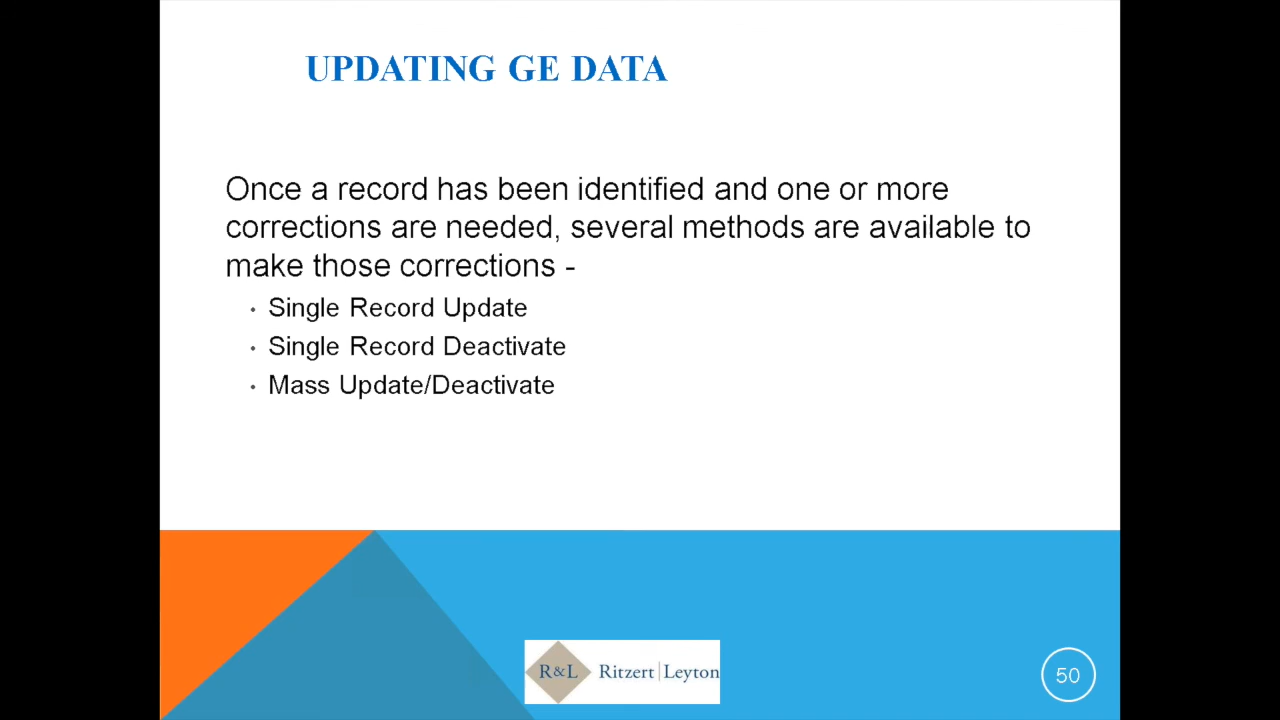 UPDATING GE DATA
Once a record has been identified and one or more
corrections are needed, several methods are available to
make those corrections -
• Single Record Update
• Single Record Deactivate
• Mass Update/Deactivate
R&L Ritzert|Leyton
50